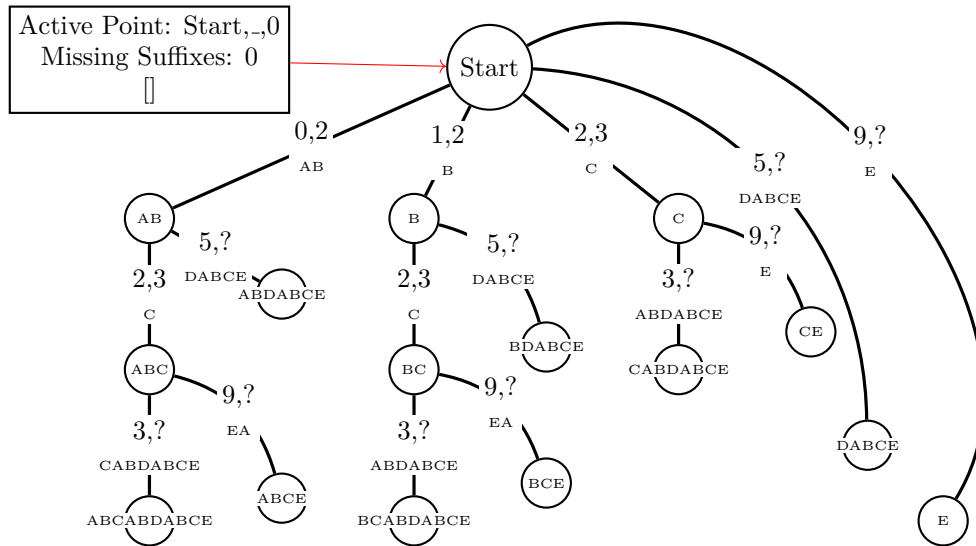 Active Point: Start,_,0
Missing Suffixes: 0
[]
Start
0,2
AB
1,2
B
2,3
C
5,?
DABCE
9,?
E
AB
B
C
5,?
DABCE
ABDABCE
2,3
C
5,?
DABCE
BDABCE
2,3
C
9,?
E
CE
3,?
ABDABCE
CABDABCE
ABC
BC
9,?
EA
ABCE
3,?
CABDABCE
ABCABDABCE
9,?
EA
BCE
3,?
ABDABCE
BCABDABCE
DABCE
E